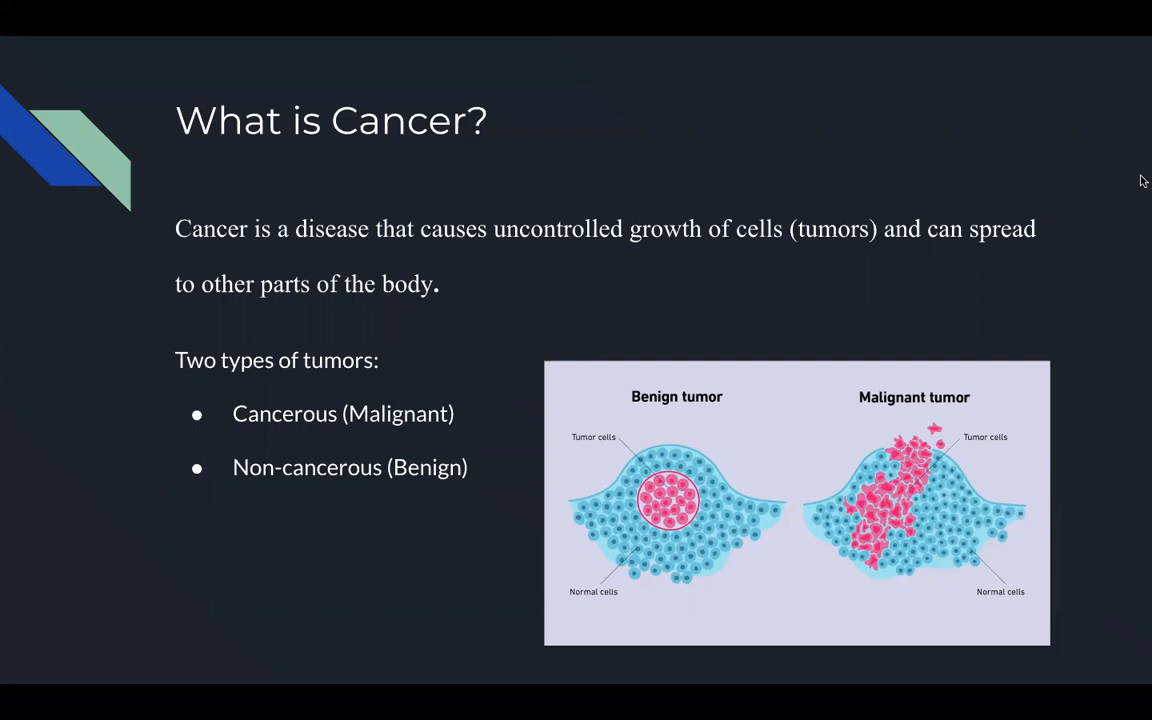 What is Cancer?
Cancer is a disease that causes uncontrolled growth of cells (tumors) and can spread
to other parts of the body.
Two types of tumors:
● Cancerous (Malignant)
● Non-cancerous (Benign)
Benign tumor
Tumor cells
Normal cells
Malignant tumor
Tumor cells
Normal cells